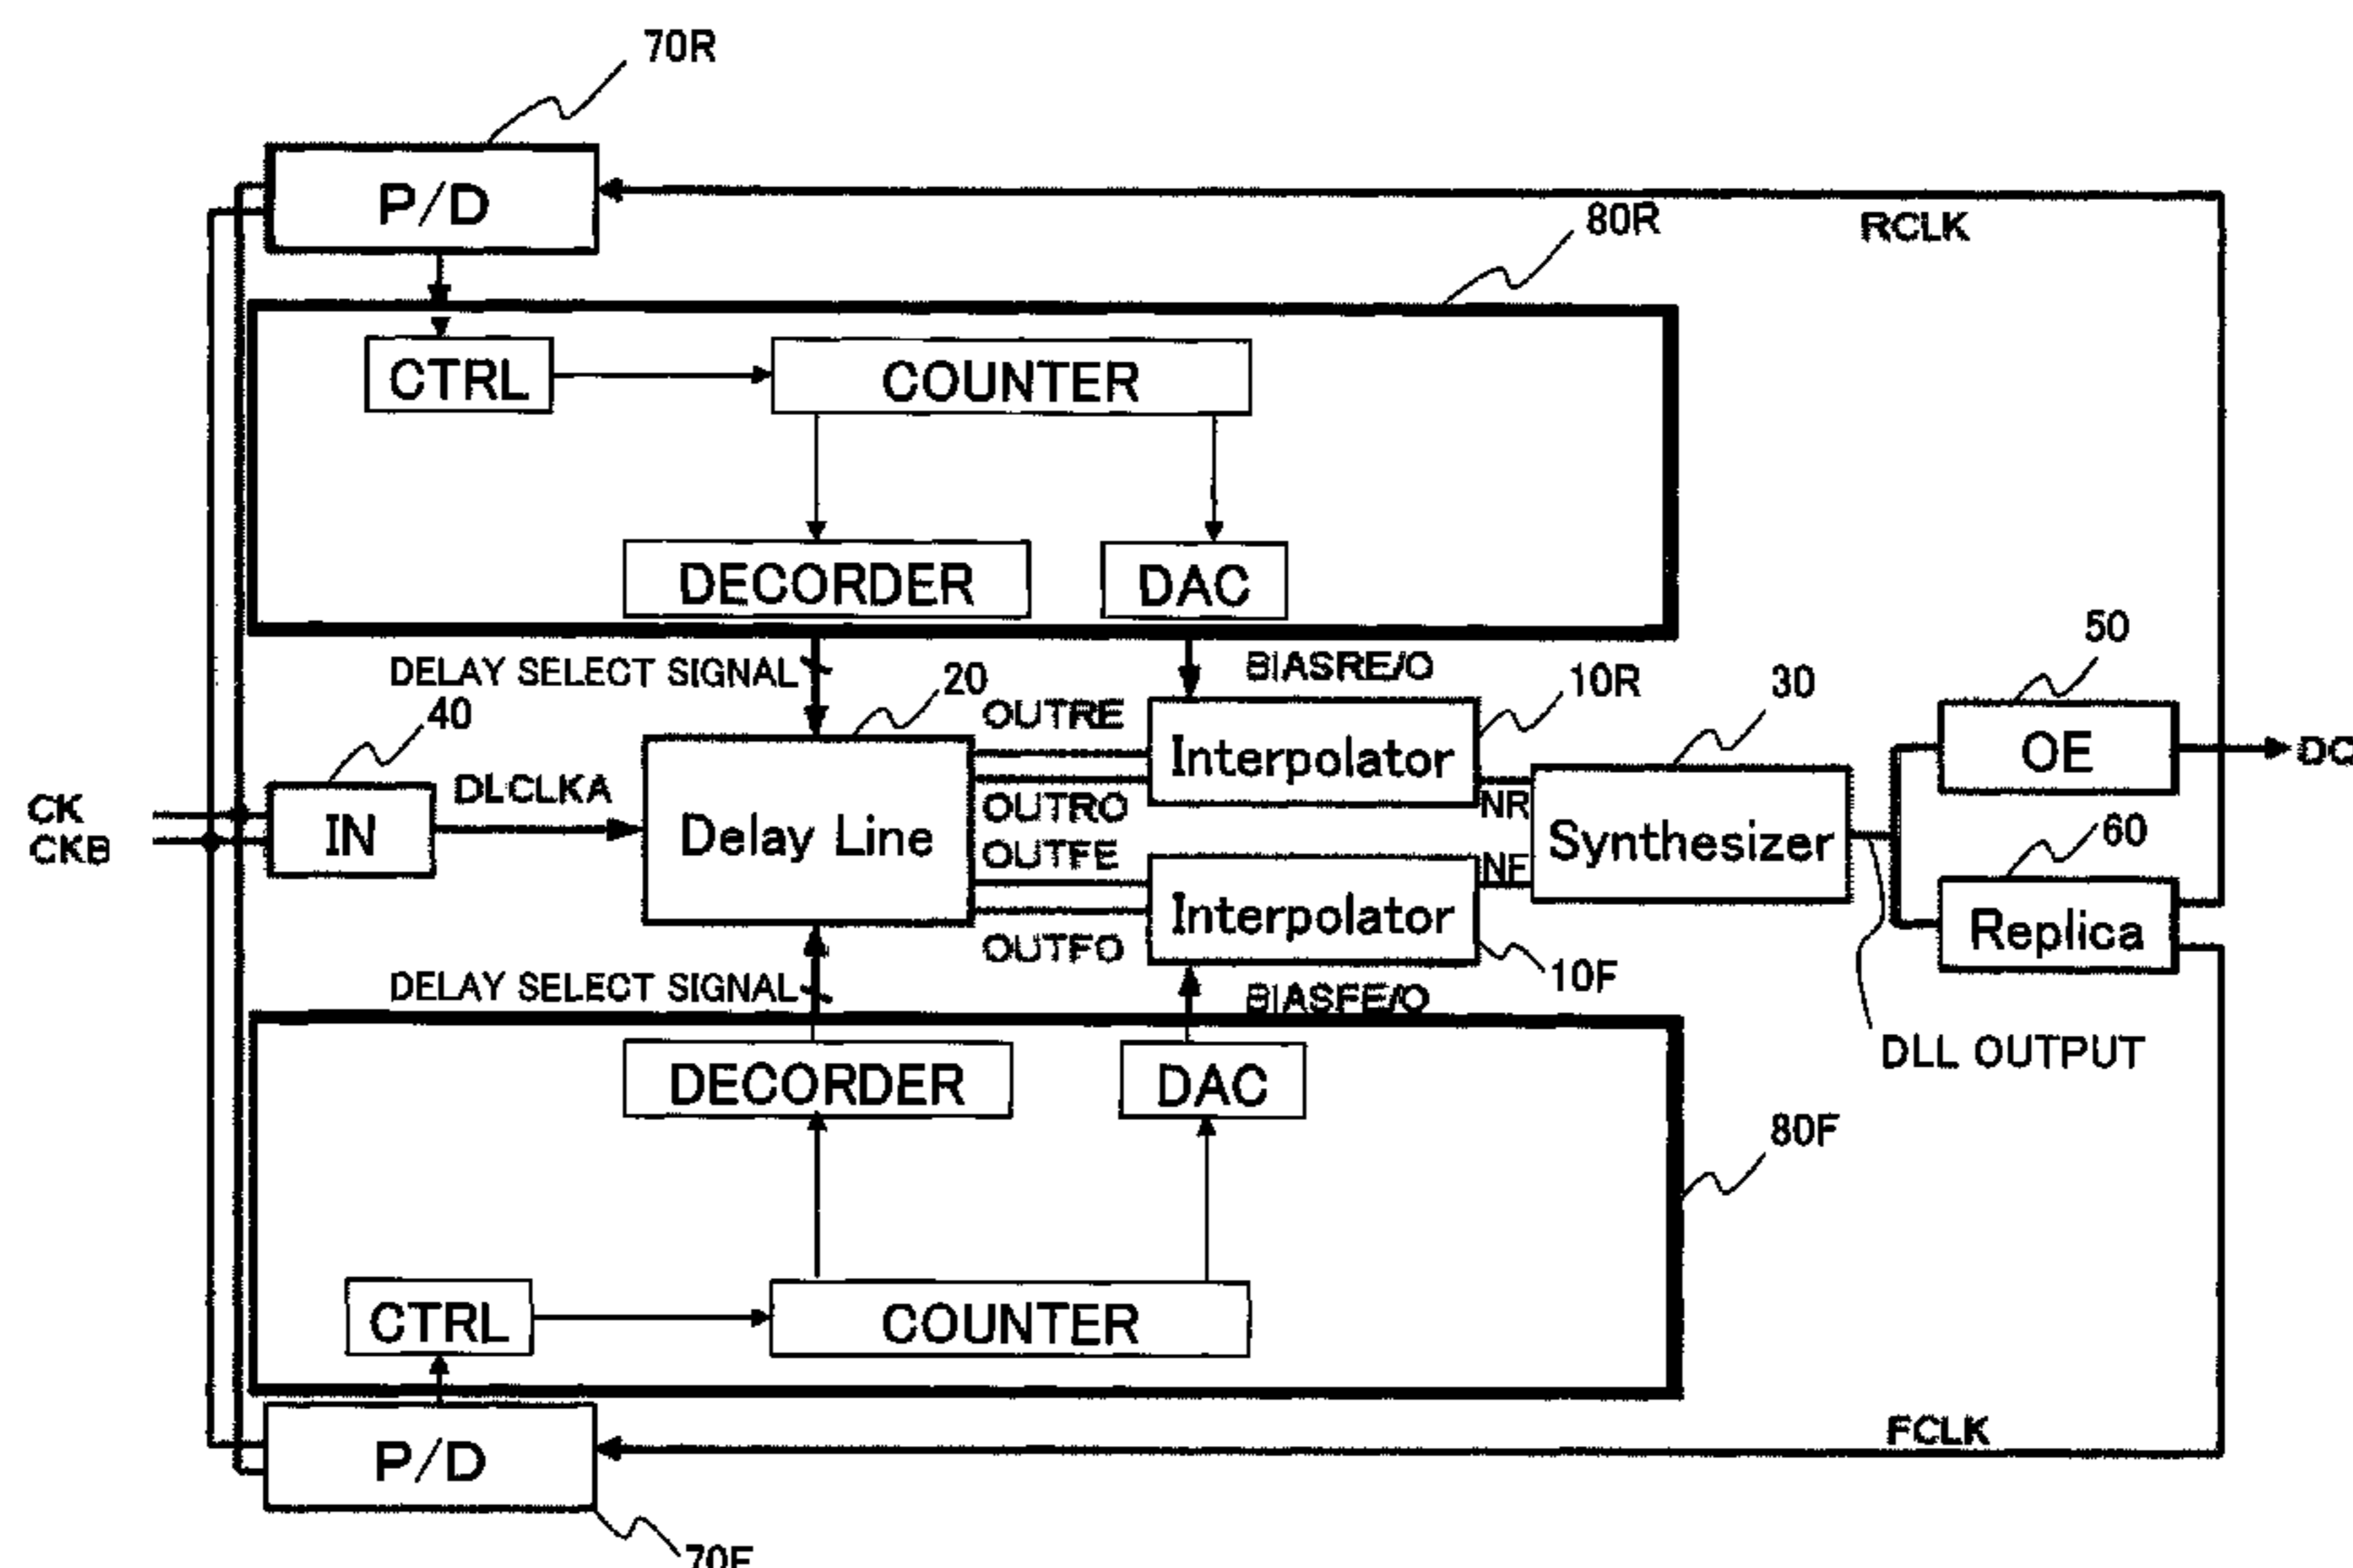 70R
P/D
80R
RCLK
CTRL
COUNTER
DECORDER
DAC
DELAY SELECT SIGNAL
BIASRE/O
50
40
20
OUTRE
10R
30
OE
DQ
CK
CKB
IN
DLCLKA
Delay Line
Interpolator
OUTRO
NR
60
OUTFE
NF
Synthesizer
Interpolator
Replica
OUTFO
DELAY SELECT SIGNAL
BIASFE/O
10F
DLL OUTPUT
DECORDER
DAC
80F
CTRL
COUNTER
FCLK
P/D
70F